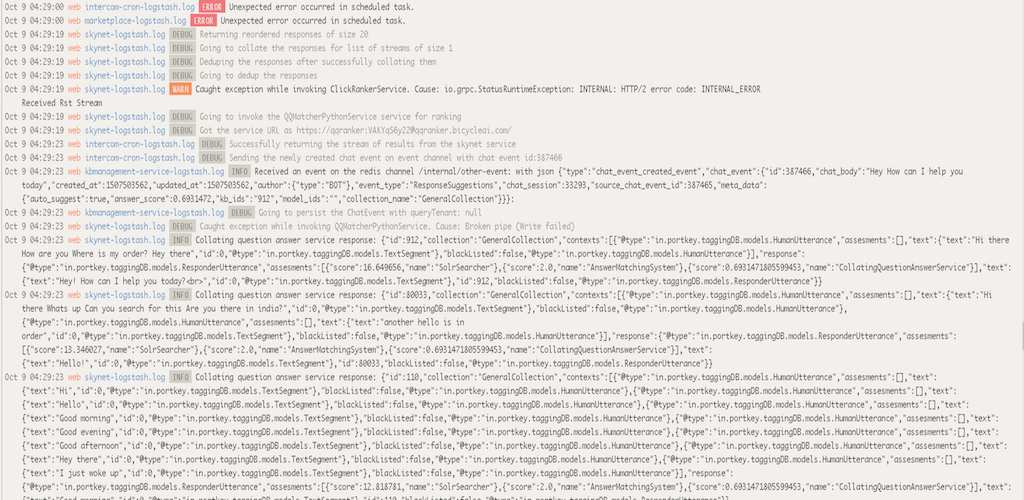 Oct 9 04:29:00 web intercom-cron-logstash.log ERROR Unexpected error occurred in scheduled task.
Oct 9 04:29:00 web marketplace-logstash.log ERROR Unexpected error occurred in scheduled task.
Oct 9 04:29:19 web skynet-logstash.log DEBUG Returning reordered responses of size 20
Oct 9 04:29:19 web skynet-logstash.log DEBUG Going to collate the responses for list of streams of size 1
Oct 9 04:29:19 web skynet-logstash.log DEBUG Deduping the responses after successfully collating them
Oct 9 04:29:19 web skynet-logstash.log DEBUG Going to dedup the responses
Oct 9 04:29:19 web skynet-logstash.log WARN Caught exception while invoking ClickRankerService. Cause: io.grpc.StatusRuntimeException: INTERNAL: HTTP/2 error code: INTERNAL_ERROR
Received Rst Stream
Oct 9 04:29:19 web skynet-logstash.log DEBUG Going to invoke the QQMatcherPythonService service for ranking
Oct 9 04:29:19 web skynet-logstash.log DEBUG Got the service URL as https://qqranker:VAKYqS6y22@qqranker.bicycleai.com/
Oct 9 04:29:23 web intercom-cron-logstash.log DEBUG Successfully returning the stream of results from the skynet service
Oct 9 04:29:23 web intercom-cron-logstash.log DEBUG Sending the newly created chat event on event channel with chat event id:387466
Oct 9 04:29:23 web kbmanagement-service-logstash.log INFO Received an event on the redis channel /internal/other-event: with json {"type":"chat_event_created_event","chat_event":{"id":387466,"chat_body":"Hey How can I help you
today","created_at":1507503562,"updated_at":1507503562,"author":{"type":"BOT"},"event_type":"ResponseSuggestions","chat_session":33293,"source_chat_event_id":387465,"meta_data":
{"auto_suggest":true,"answer_score":0.6931472,"kb_ids":"912","model_ids":"","collection_name":"GeneralCollection"}}}:
Oct 9 04:29:23 web kbmanagement-service-logstash.log DEBUG Going to persist the ChatEvent with queryTenant: null
Oct 9 04:29:23 web skynet-logstash.log DEBUG Caught exception while invoking QQMatcherPythonService. Cause: Broken pipe (Write failed)
Oct 9 04:29:23 web skynet-logstash.log INFO Collating question answer service response: {"id":912,"collection":"GeneralCollection","contexts":[{"@type":"in.portkey.taggingDB.models.HumanUtterance","assesments":[],"text":{"text":"Hi there
How are you Where is my order? Hey there","id":0,"@type":"in.portkey.taggingDB.models.TextSegment"},"blackListed":false,"@type":"in.portkey.taggingDB.models.HumanUtterance"}],"response":
{"@type":"in.portkey.taggingDB.models.ResponderUtterance","assesments":[{"score":16.649656,"name":"SolrSearcher"},{"score":2.0,"name":"AnswerMatchingSystem"},{"score":0.6931471805599453,"name":"CollatingQuestionAnswerService"}],"text":
{"text":"Hey! How can I help you today?<br>","id":0,"@type":"in.portkey.taggingDB.models.TextSegment"},"id":912,"blackListed":false,"@type":"in.portkey.taggingDB.models.ResponderUtterance"}}
Oct 9 04:29:23 web skynet-logstash.log INFO Collating question answer service response: {"id":80033,"collection":"GeneralCollection","contexts":[{"@type":"in.portkey.taggingDB.models.HumanUtterance","assesments":[],"text":{"text":"Hi
there Whats up Can you search for this Are you there in india?","id":0,"@type":"in.portkey.taggingDB.models.TextSegment"},"blackListed":false,"@type":"in.portkey.taggingDB.models.HumanUtterance"},
{"@type":"in.portkey.taggingDB.models.HumanUtterance","assesments":[],"text":{"text":"another hello is in
order","id":0,"@type":"in.portkey.taggingDB.models.TextSegment"},"blackListed":false,"@type":"in.portkey.taggingDB.models.HumanUtterance"}],"response":{"@type":"in.portkey.taggingDB.models.ResponderUtterance","assesments":
[{"score":13.346027,"name":"SolrSearcher"},{"score":2.0,"name":"AnswerMatchingSystem"},{"score":0.6931471805599453,"name":"CollatingQuestionAnswerService"}],"text":
{"text":"Hello!","id":0,"@type":"in.portkey.taggingDB.models.TextSegment"},"id":80033,"blackListed":false,"@type":"in.portkey.taggingDB.models.ResponderUtterance"}}
Oct 9 04:29:23 web skynet-logstash.log INFO Collating question answer service response: {"id":110,"collection":"GeneralCollection","contexts":[{"@type":"in.portkey.taggingDB.models.HumanUtterance","assesments":[],"text":
{"text":"Hi","id":0,"@type":"in.portkey.taggingDB.models.TextSegment"},"blackListed":false,"@type":"in.portkey.taggingDB.models.HumanUtterance"},{"@type":"in.portkey.taggingDB.models.HumanUtterance","assesments":[],"text":
{"text":"Hello","id":0,"@type":"in.portkey.taggingDB.models.TextSegment"},"blackListed":false,"@type":"in.portkey.taggingDB.models.HumanUtterance"},{"@type":"in.portkey.taggingDB.models.HumanUtterance","assesments":[],"text":
{"text":"Good morning","id":0,"@type":"in.portkey.taggingDB.models.TextSegment"},"blackListed":false,"@type":"in.portkey.taggingDB.models.HumanUtterance"},{"@type":"in.portkey.taggingDB.models.HumanUtterance","assesments":[],"text":
{"text":"Good evening","id":0,"@type":"in.portkey.taggingDB.models.TextSegment"},"blackListed":false,"@type":"in.portkey.taggingDB.models.HumanUtterance"},{"@type":"in.portkey.taggingDB.models.HumanUtterance","assesments":[],"text":
{"text":"Good afternoon","id":0,"@type":"in.portkey.taggingDB.models.TextSegment"},"blackListed":false,"@type":"in.portkey.taggingDB.models.HumanUtterance"},{"@type":"in.portkey.taggingDB.models.HumanUtterance","assesments":[],"text":
{"text":"Hey there","id":0,"@type":"in.portkey.taggingDB.models.TextSegment"},"blackListed":false,"@type":"in.portkey.taggingDB.models.HumanUtterance"},{"@type":"in.portkey.taggingDB.models.HumanUtterance","assesments":[],"text":
{"text":"I just woke up","id":0,"@type":"in.portkey.taggingDB.models.TextSegment"},"blackListed":false,"@type":"in.portkey.taggingDB.models.HumanUtterance"}],"response":
{"@type":"in.portkey.taggingDB.models.ResponderUtterance","assesments":[{"score":12.818781,"name":"SolrSearcher"},{"score":2.0,"name":"AnswerMatchingSystem"},{"score":0.6931471805599453,"name":"CollatingQuestionAnswerService"}],"text":